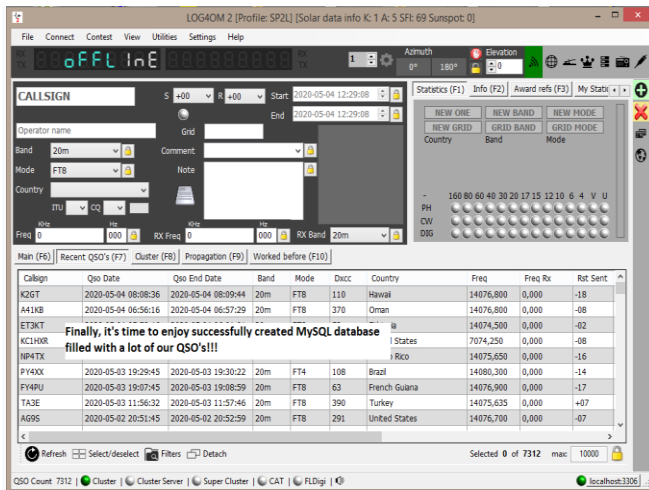 LOG4OM 2 [Profile: SP2L] [Solar data info K: 1 A: 5 SFI: 69 Sunspot: 0]
File Connect Contest View Utilities Settings Help
RX TX oFFLInE RX TX 1 Azimuth 0° 180° Elevation 0
CALLSIGN S +00 R +00 Start 2020-05-04 12:29:08
End 2020-05-04 12:29:08
Operator name Grid
Band 20m Comment
Mode FT8 Note
Country
ITU CQ
KHz Hz KHz Hz
Freq 0 000 RX Freq 0 000 RX Band 20m
Statistics (F1) Info (F2) Award refs (F3) My Static
NEW ONE NEW BAND NEW MODE
NEW GRID GRID BAND GRID MODE
Country Band Mode
- 160 80 60 40 30 20 17 15 12 10 6 4 V U
PH
CW
DIG
Main (F6) Recent QSO's (F7) Cluster (F8) Propagation (F9) Worked before (F10)
Callsign Qso Date Qso End Date Band Mode Dxcc Country Freq Freq Rx Rst Sent
K2GT 2020-05-04 08:08:36 2020-05-04 08:09:44 20m FT8 110 Hawaii 14076,800 0,000 -18
A41KB 2020-05-04 06:56:16 2020-05-04 06:57:29 20m FT8 370 Oman 14076,800 0,000 -08
ET3KT 14074,500 0,000 -02
Finally, it's time to enjoy successfully created MySQL database
KC1HXR States 7074,250 0,000 -08
filled with a lot of our QSO's!!!
NP4TX Rico 14075,650 0,000 -16
PY4XX 2020-05-03 19:29:45 2020-05-03 19:30:22 20m FT4 108 Brazil 14080,300 0,000 -14
FY4PU 2020-05-03 19:07:45 2020-05-03 19:08:59 20m FT8 63 French Guiana 14076,900 0,000 -17
TA3E 2020-05-03 11:56:32 2020-05-03 11:57:46 20m FT8 390 Turkey 14075,635 0,000 +07
AG9S 2020-05-02 20:51:45 2020-05-02 20:52:59 20m FT8 291 United States 14076,700 0,000 -07
Refresh Select/deselect Filters Detach Selected 0 of 7312 max: 10000
QSO Count 7312 | Cluster | Cluster Server | Super Cluster | CAT | FLDigi | localhost:3306